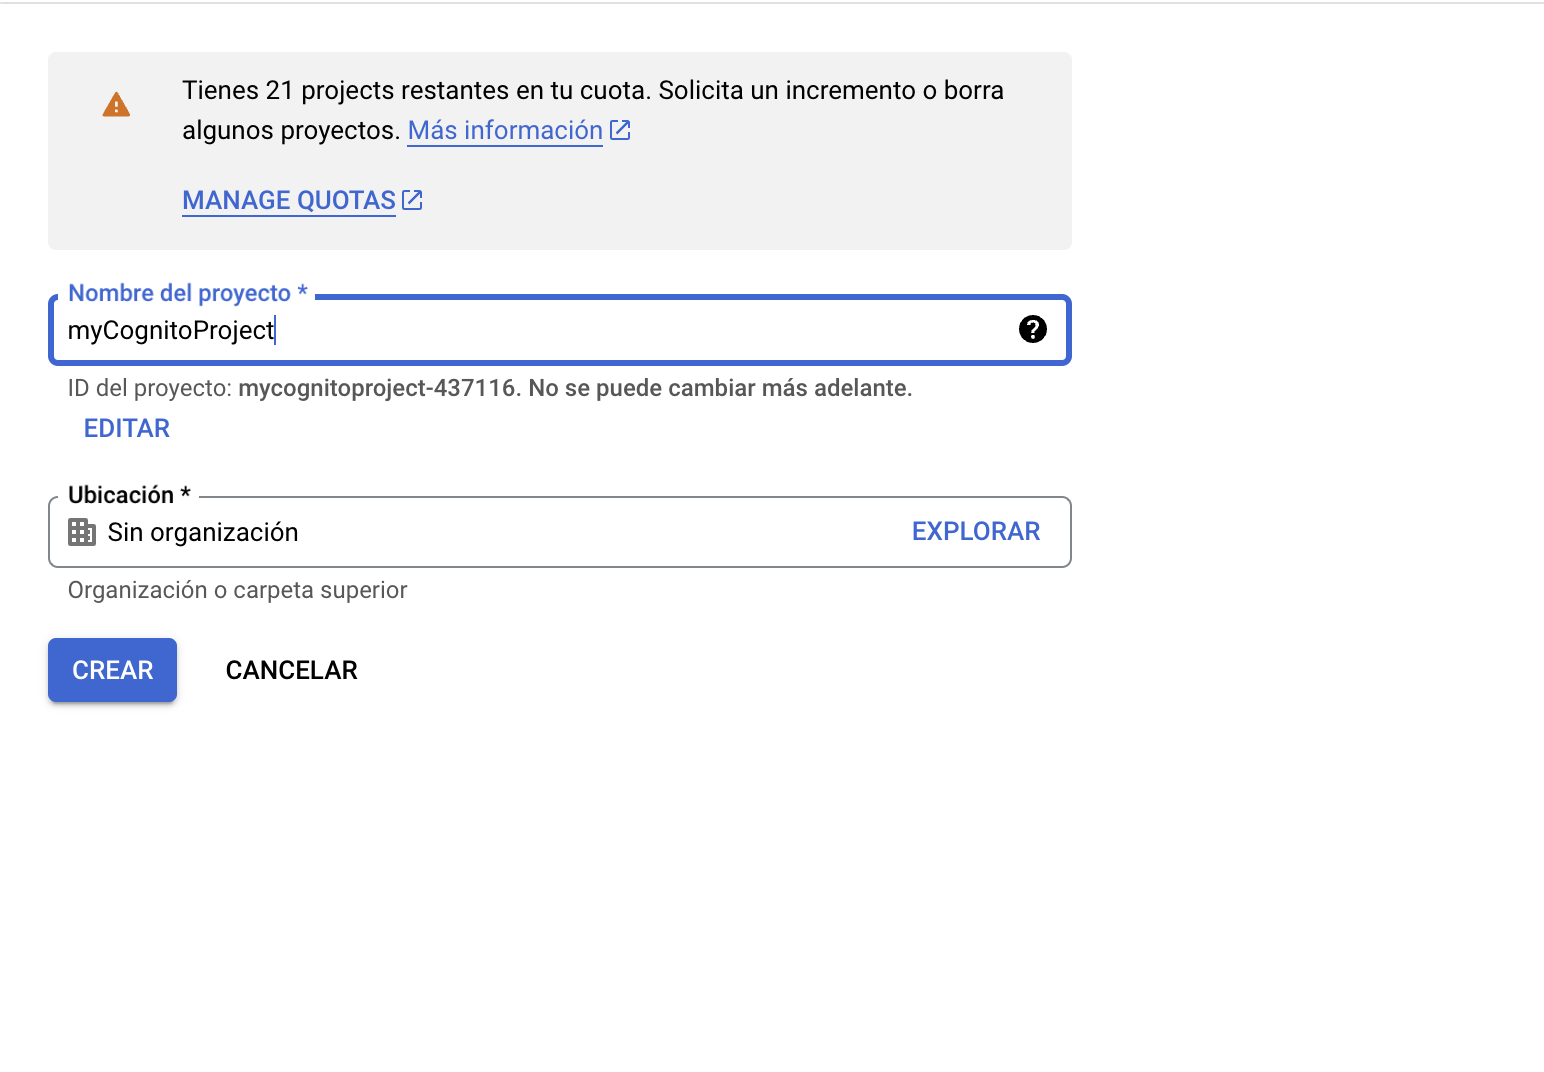 Tienes 21 projects restantes en tu cuota. Solicita un incremento o borra
algunos proyectos. Más información
MANAGE QUOTAS
Nombre del proyecto *
myCognitoProject
ID del proyecto: mycognitoproject-437116. No se puede cambiar más adelante.
EDITAR
Ubicación *
Sin organización EXPLORAR
Organización o carpeta superior
CREAR CANCELAR